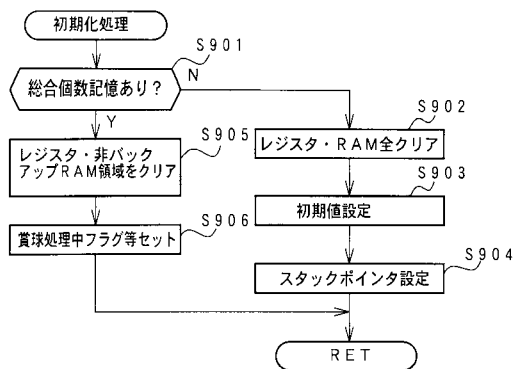 初期化処理
S901
総合個数記憶あり？
N
Y
S902
レジスタ・RAM全クリア
S905
レジスタ・非バック
アップRAM領域をクリア
S903
初期値設定
S906
賞球処理中フラグ等セット
S904
スタックポインタ設定
RET